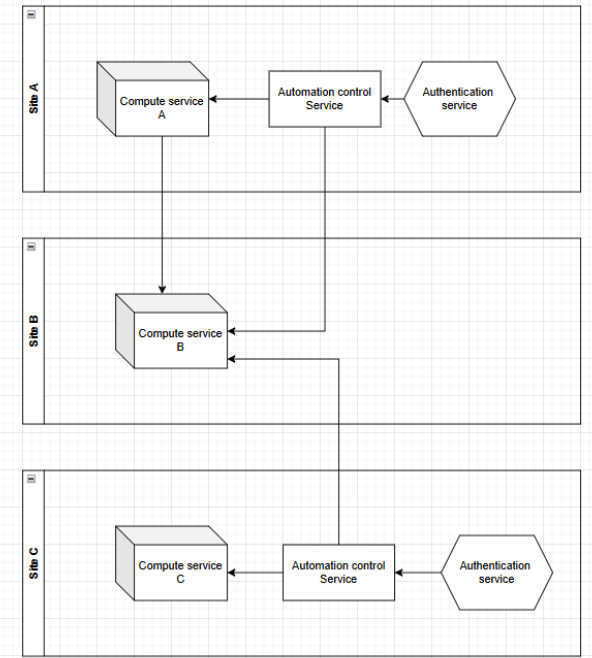 Site A
Compute service
A
Automation control
Service
Authentication
service
Site B
Compute service
B
Site C
Compute service
C
Automation control
Service
Authentication
service